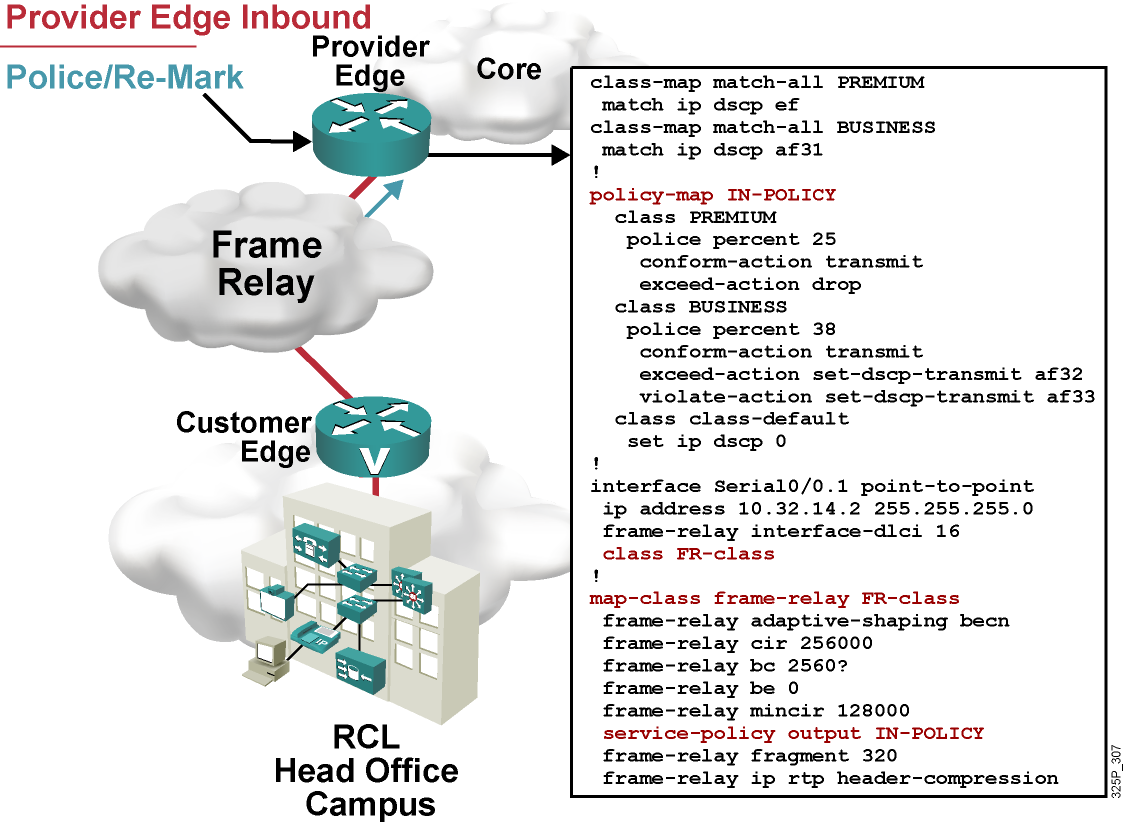 Provider Edge Inbound
Police/Re-Mark
Provider
Edge
Core
Frame
Relay
Customer
Edge
V
IP
RCL
Head Office
Campus
class-map match-all PREMIUM
match ip dscp ef
class-map match-all BUSINESS
match ip dscp af31
!
policy-map IN-POLICY
class PREMIUM
police percent 25
conform-action transmit
exceed-action drop
class BUSINESS
police percent 38
conform-action transmit
exceed-action set-dscp-transmit af32
violate-action set-dscp-transmit af33
class class-default
set ip dscp 0
!
interface Serial0/0.1 point-to-point
ip address 10.32.14.2 255.255.255.0
frame-relay interface-dlci 16
class FR-class
!
map-class frame-relay FR-class
frame-relay adaptive-shaping becn
frame-relay cir 256000
frame-relay bc 2560?
frame-relay be 0
frame-relay mincir 128000
service-policy output IN-POLICY
frame-relay fragment 320
frame-relay ip rtp header-compression
325P_307